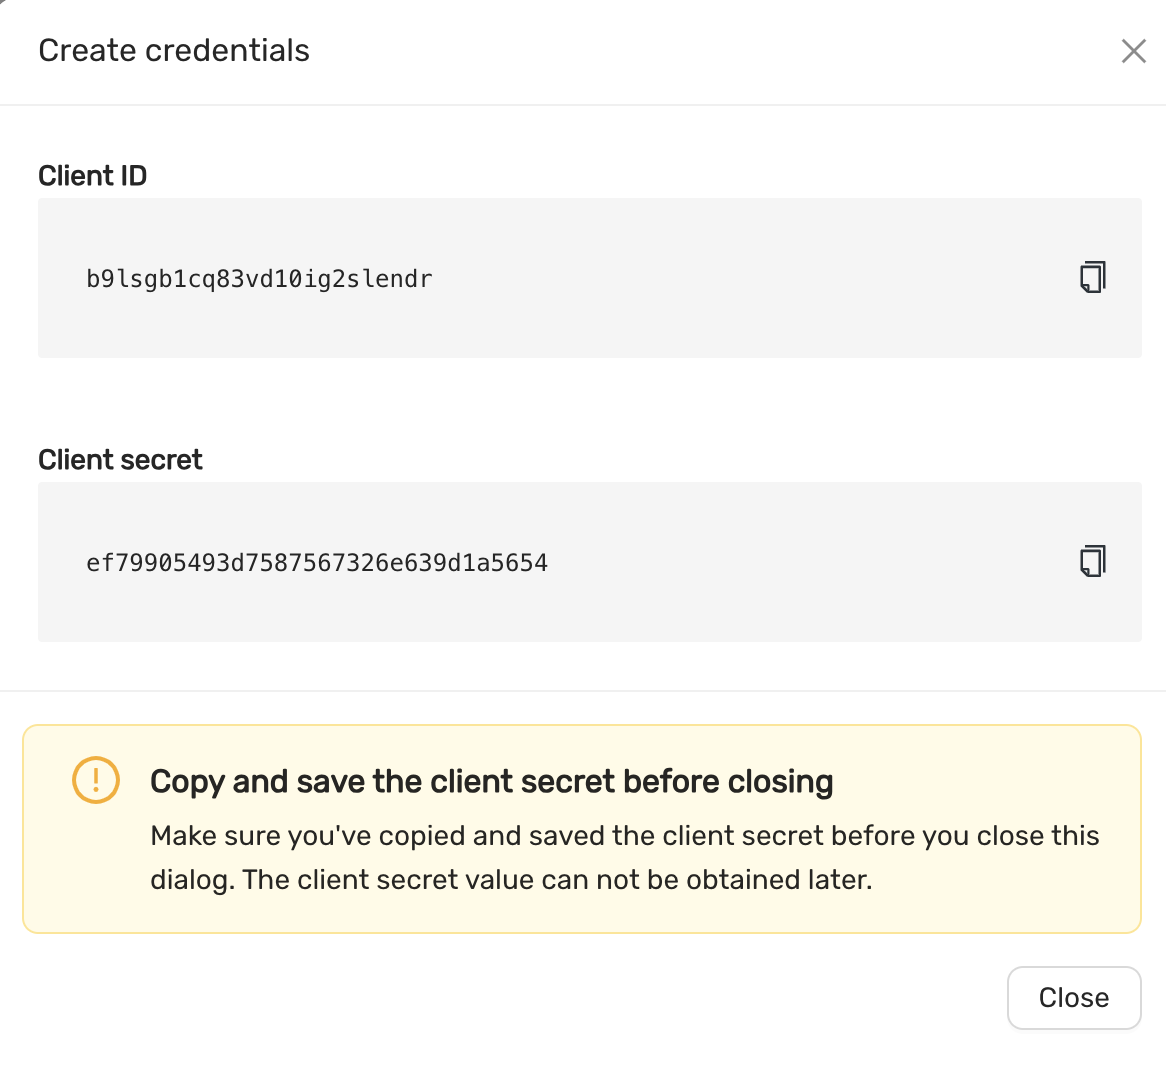 Create credentials
Client ID
b9lsgb1cq83vd10ig2slendr
Client secret
ef79905493d7587567326e639d1a5654
Copy and save the client secret before closing
Make sure you've copied and saved the client secret before you close this
dialog. The client secret value can not be obtained later.
Close